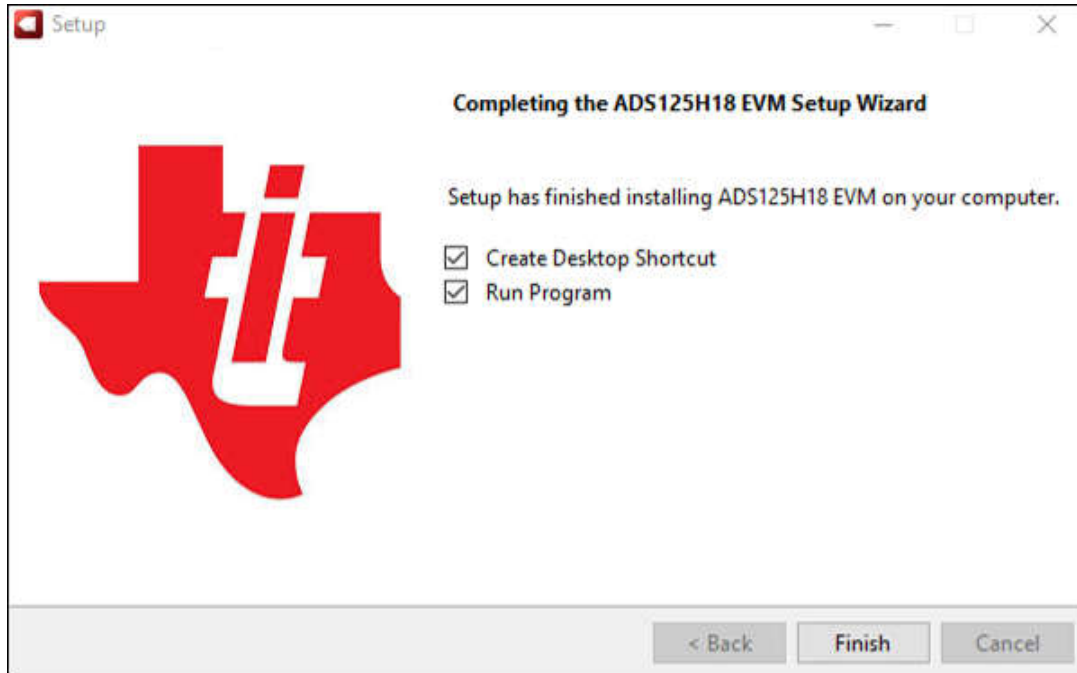 Setup
Completing the ADS125H18 EVM Setup Wizard
Setup has finished installing ADS125H18 EVM on your computer.
Create Desktop Shortcut
Run Program
< Back
Finish
Cancel